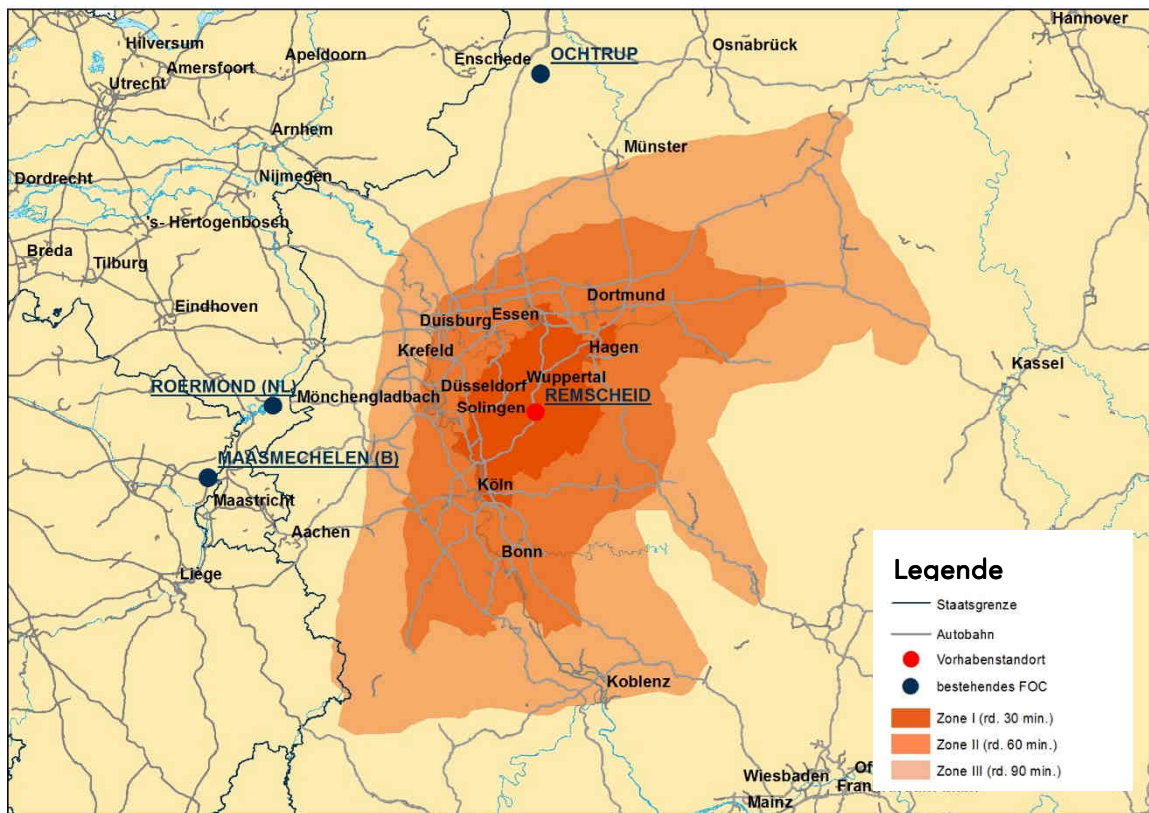 Hannover
Hilversum
Apeldoorn
Enschede
OCHTRUP
Osnabrück
Amersfoort
Utrecht
Arnhem
Münster
Dordrecht
Nijmegen
's- Hertogenbosch
Breda
Tilburg
Eindhoven
Dortmund
Essen
Duisburg
Hagen
Krefeld
Kassel
Wuppertal
ROERMOND (NL)
Mönchengladbach
Düsseldorf
REMSCHEID
Solingen
MAASMECHELEN (B)
Köln
Maastricht
Aachen
Bonn
Liège
Koblenz
Wiesbaden
Mainz
Legende
Staatsgrenze
Autobahn
Vorhabenstandort
bestehendes FOC
Zone I (rd. 30 min.)
Zone II (rd. 60 min.)
Zone III (rd. 90 min.)